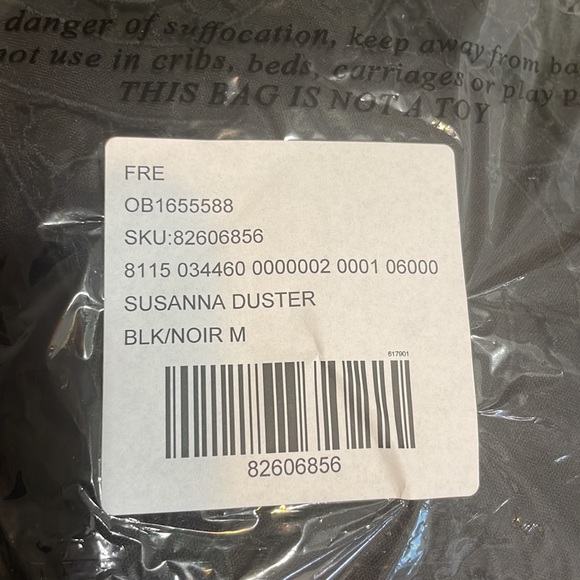 danger of suffocation, keep away from ba
not use in cribs, beds, carriages or play p
THIS BAG IS NOT A TOY
FRE
OB1655588
SKU:82606856
8115 034460 0000002 0001 06000
SUSANNA DUSTER
BLK/NOIR M
617901
82606856